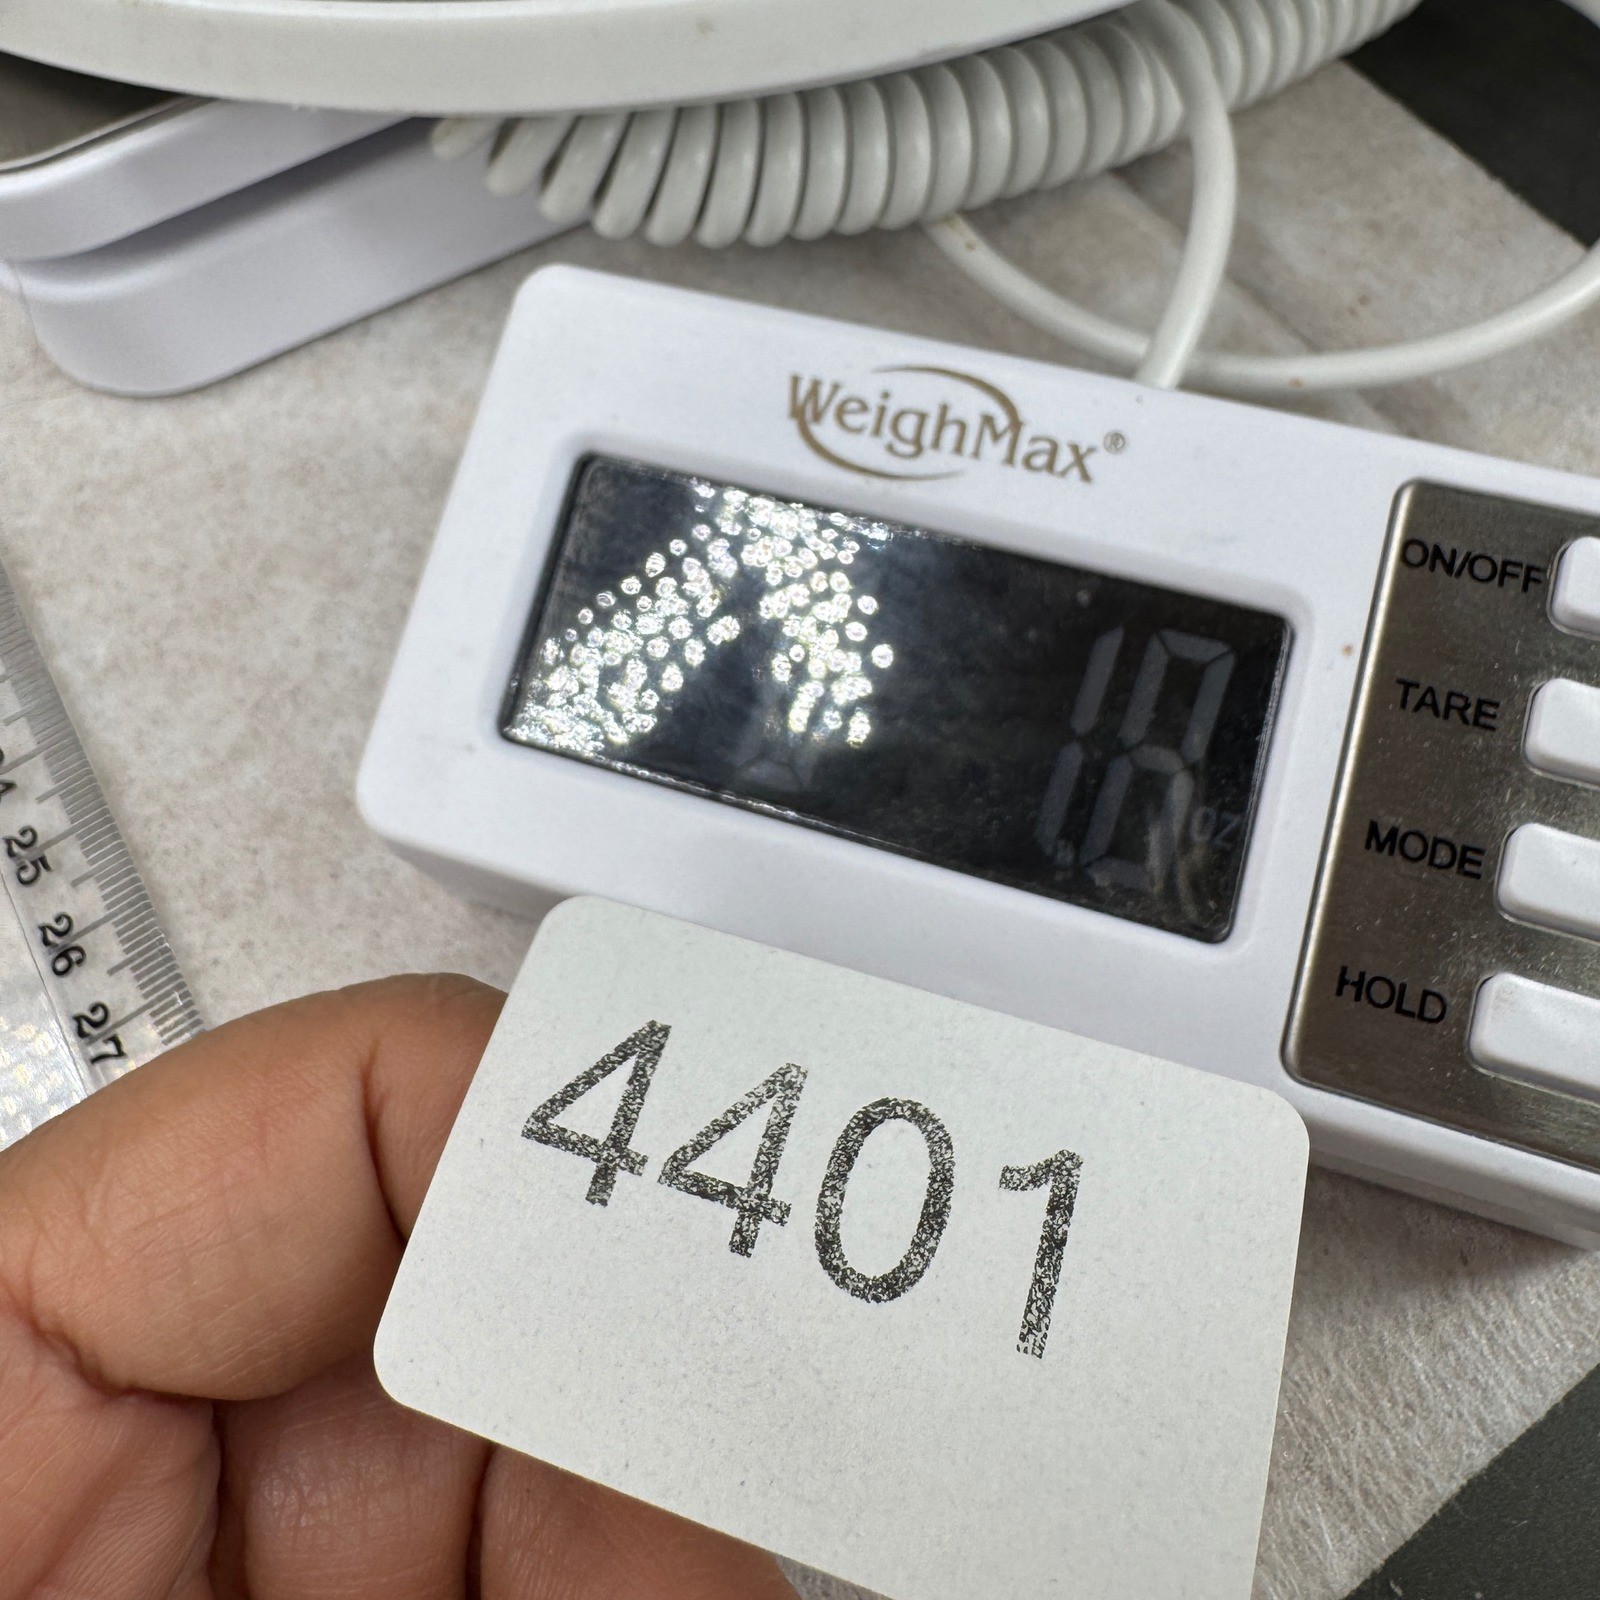 WeighMax®
ON/OFF
TARE
MODE
HOLD
oz
25
26
27
4401